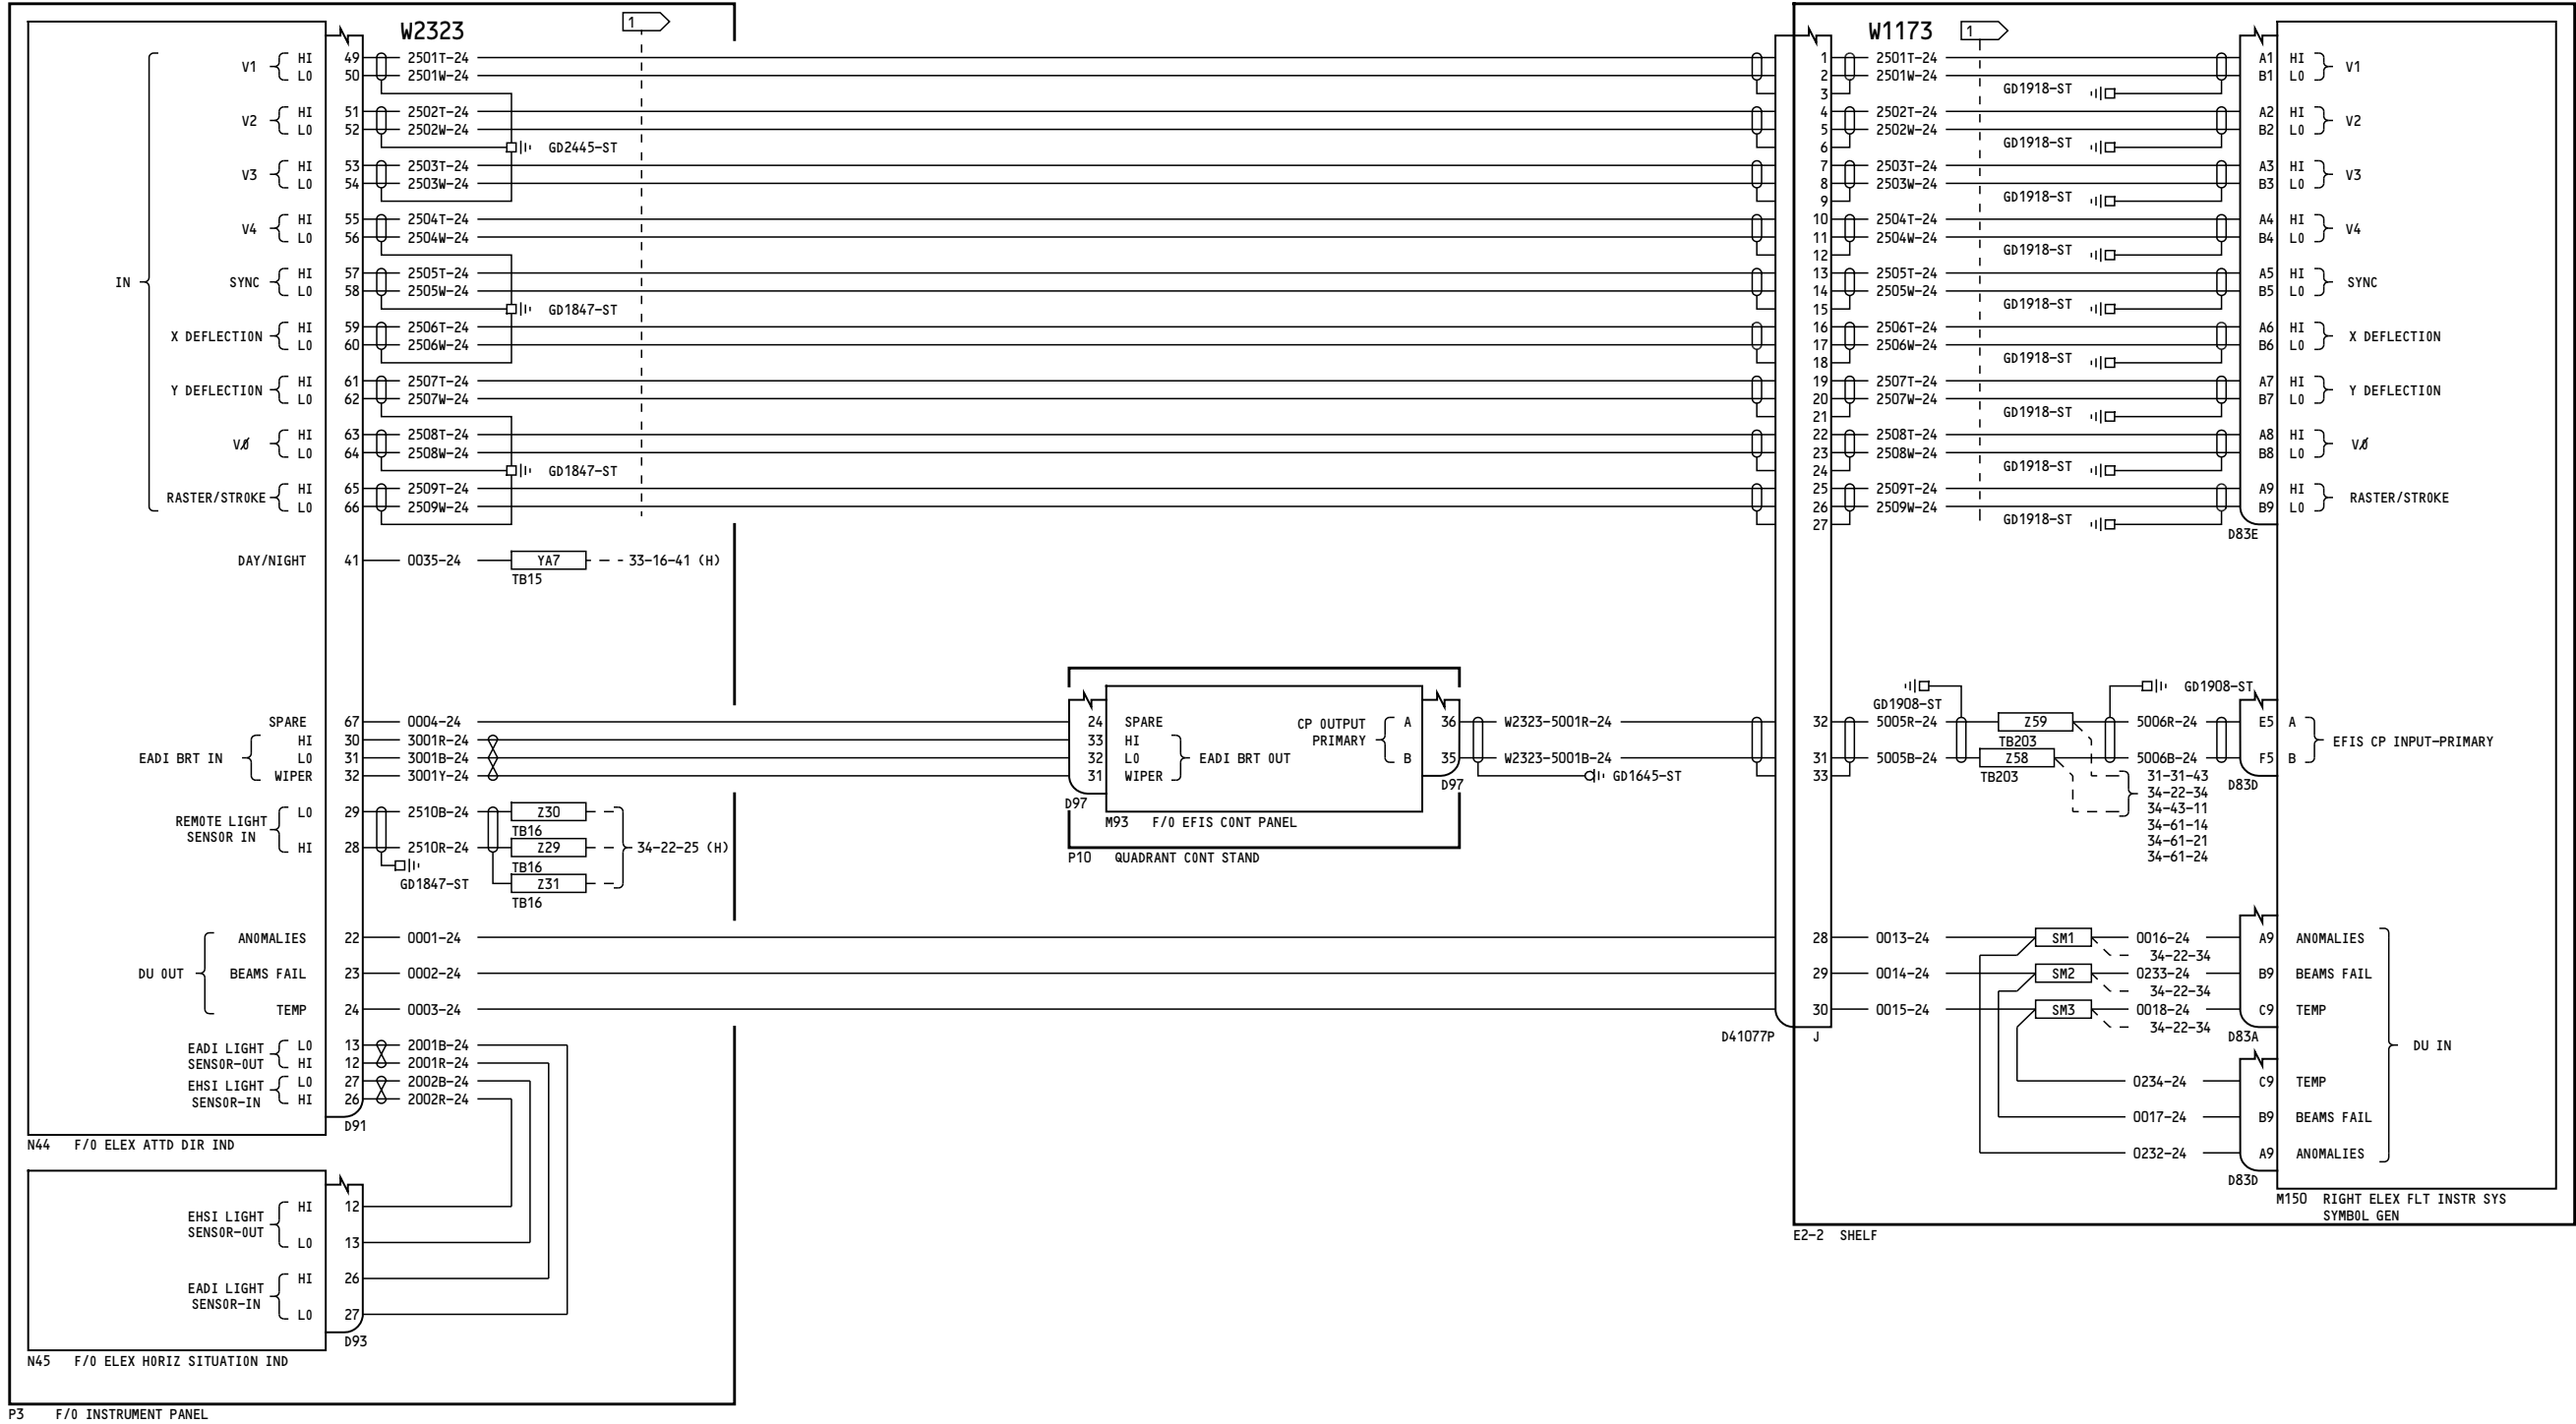 W2323
1
W1173
1
IN
V1 HI 49 2501T-24
LO 50 2501W-24
V2 HI 51 2502T-24
LO 52 2502W-24
GD2445-ST
V3 HI 53 2503T-24
LO 54 2503W-24
V4 HI 55 2504T-24
LO 56 2504W-24
SYNC HI 57 2505T-24
LO 58 2505W-24
GD1847-ST
X DEFLECTION HI 59 2506T-24
LO 60 2506W-24
Y DEFLECTION HI 61 2507T-24
LO 62 2507W-24
VØ HI 63 2508T-24
LO 64 2508W-24
GD1847-ST
RASTER/STROKE HI 65 2509T-24
LO 66 2509W-24
DAY/NIGHT 41 0035-24 YA7 33-16-41 (H)
TB15
SPARE 67 0004-24
EADI BRT IN HI 30 3001R-24
LO 31 3001B-24
WIPER 32 3001Y-24
REMOTE LIGHT
SENSOR IN
LO 29 2510B-24 Z30
TB16
HI 28 2510R-24 Z29
TB16
34-22-25 (H)
GD1847-ST
Z31
TB16
DU OUT
ANOMALIES 22 0001-24
BEAMS FAIL 23 0002-24
TEMP 24 0003-24
EADI LIGHT
SENSOR-OUT
LO 13 2001B-24
HI 12 2001R-24
EHSI LIGHT
SENSOR-IN
LO 27 2002B-24
HI 26 2002R-24
D91
N44 F/O ELEX ATTD DIR IND
EHSI LIGHT
SENSOR-OUT
HI 12
LO 13
EADI LIGHT
SENSOR-IN
HI 26
LO 27
D93
N45 F/O ELEX HORIZ SITUATION IND
P3 F/O INSTRUMENT PANEL
24 SPARE
33 HI
32 LO
31 WIPER
EADI BRT OUT
CP OUTPUT
PRIMARY
A 36 W2323-5001R-24
B 35 W2323-5001B-24
D97
D97
GD1645-ST
M93 F/O EFIS CONT PANEL
P10 QUADRANT CONT STAND
1 2501T-24 A1 HI
2 2501W-24 B1 LO
V1
3 GD1918-ST
4 2502T-24 A2 HI
5 2502W-24 B2 LO
V2
6 GD1918-ST
7 2503T-24 A3 HI
8 2503W-24 B3 LO
V3
9 GD1918-ST
10 2504T-24 A4 HI
11 2504W-24 B4 LO
V4
12 GD1918-ST
13 2505T-24 A5 HI
14 2505W-24 B5 LO
SYNC
15 GD1918-ST
16 2506T-24 A6 HI
17 2506W-24 B6 LO
X DEFLECTION
18 GD1918-ST
19 2507T-24 A7 HI
20 2507W-24 B7 LO
Y DEFLECTION
21 GD1918-ST
22 2508T-24 A8 HI
23 2508W-24 B8 LO
VØ
24 GD1918-ST
25 2509T-24 A9 HI
26 2509W-24 B9 LO
RASTER/STROKE
27 GD1918-ST
D83E
GD1908-ST
GD1908-ST
32 5005R-24 Z59 5006R-24 E5 A
TB203
EFIS CP INPUT-PRIMARY
31 5005B-24 Z58 5006B-24 F5 B
TB203
33
D83D
31-31-43
34-22-34
34-43-11
34-61-14
34-61-21
34-61-24
28 0013-24 SM1 0016-24 A9 ANOMALIES
34-22-34
29 0014-24 SM2 0233-24 B9 BEAMS FAIL
34-22-34
30 0015-24 SM3 0018-24 C9 TEMP
34-22-34
D41077P J
D83A
DU IN
0234-24 C9 TEMP
0017-24 B9 BEAMS FAIL
0232-24 A9 ANOMALIES
D83D
M150 RIGHT ELEX FLT INSTR SYS
SYMBOL GEN
E2-2 SHELF